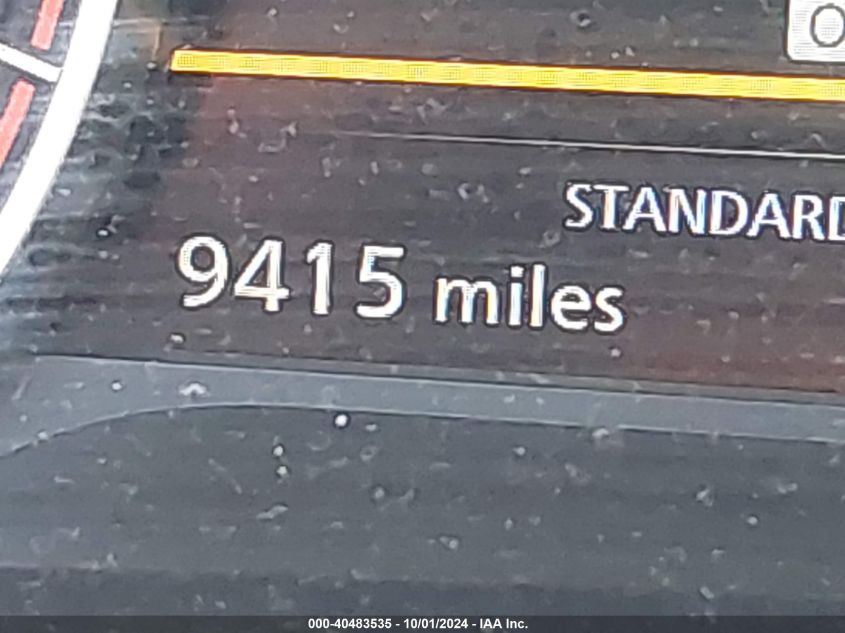 STANDARD
9415 miles
000-40483535 - 10/01/2024 - IAA Inc.